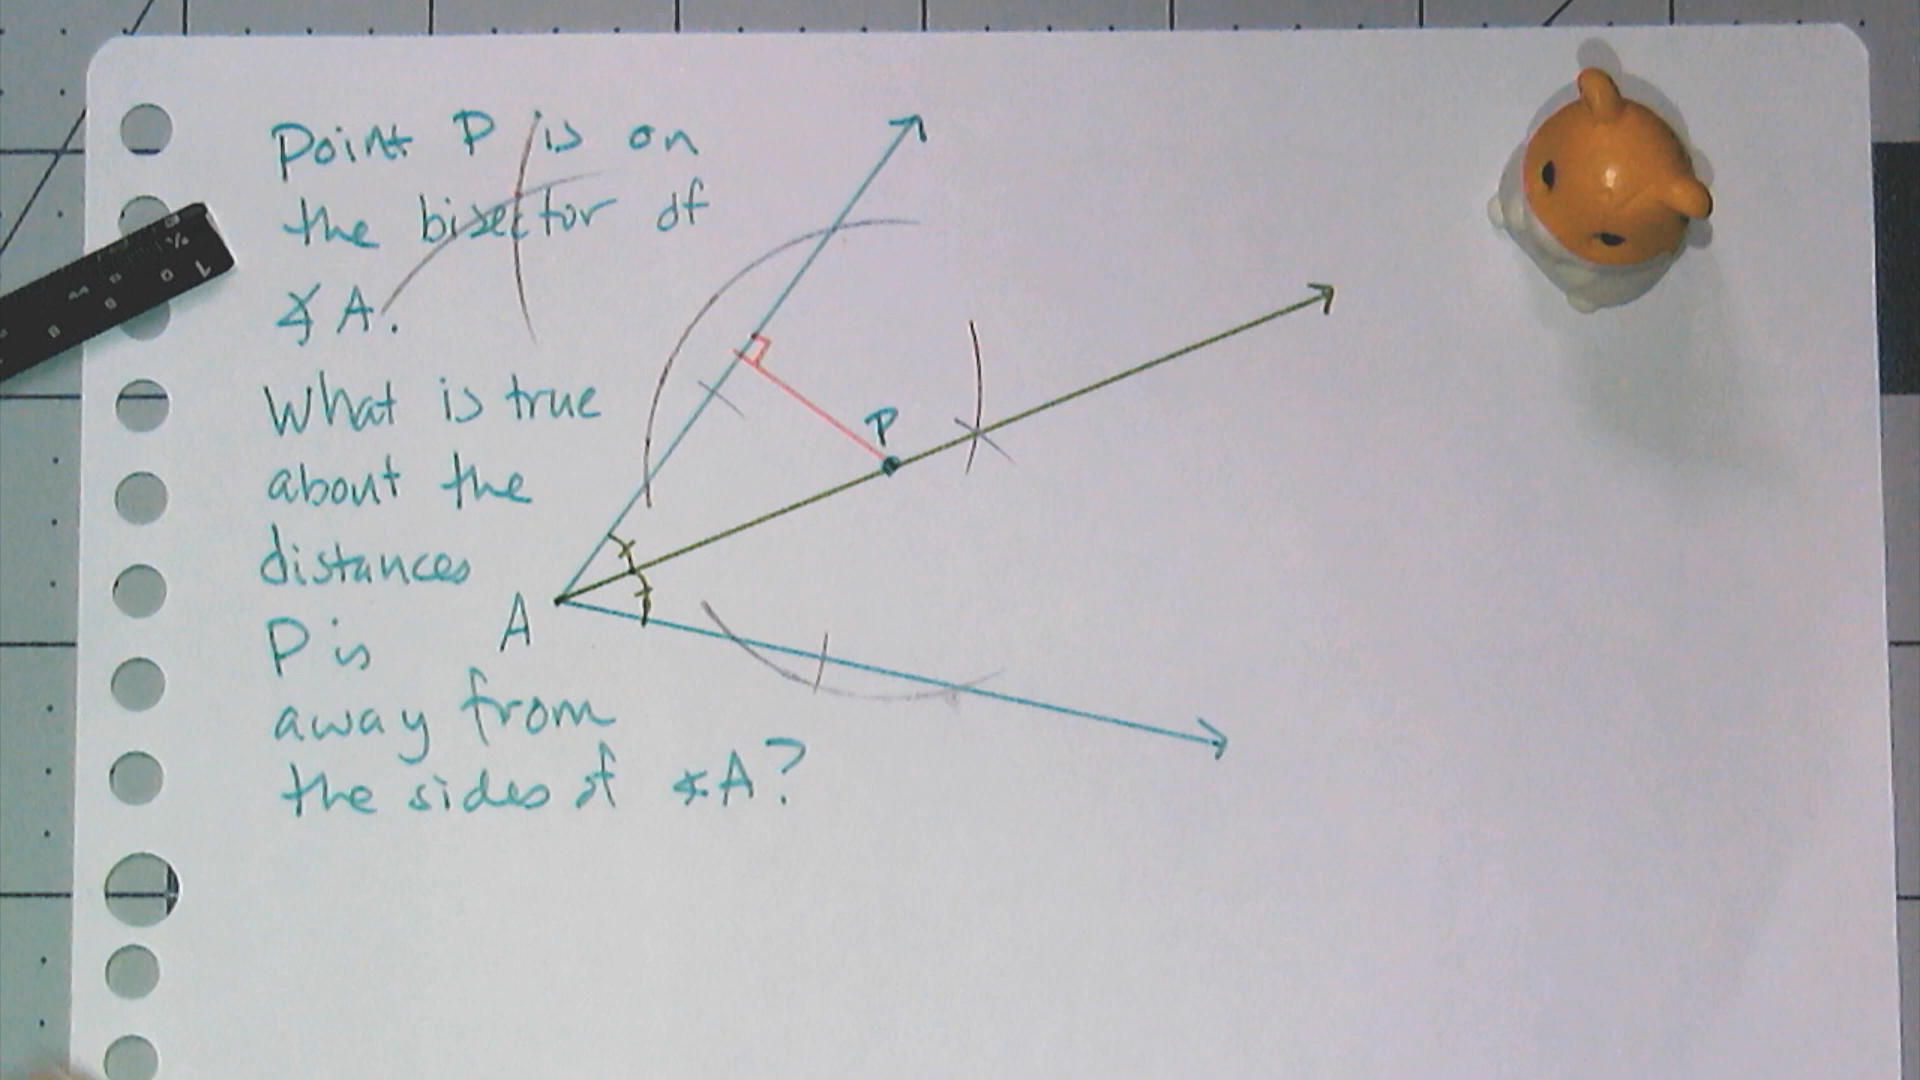 Point P is on
the bisector of
∡A.
What is true
about the
distances
P is
away from
the sides of ∡A?
P
A